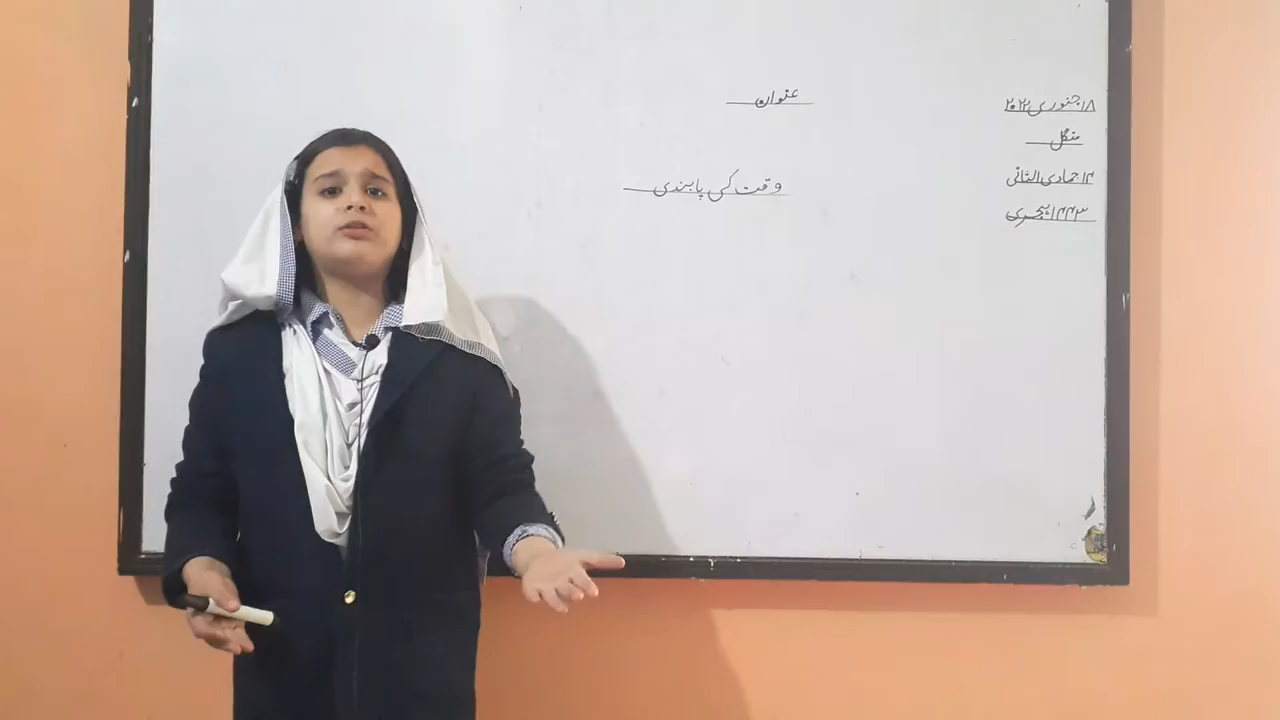 عنوان
وقت کی پابندی
۱۸ جنوری ۲۰۲۲
منگل
۱۴ جمادی الثانی
۱۴۴۳ ہجری